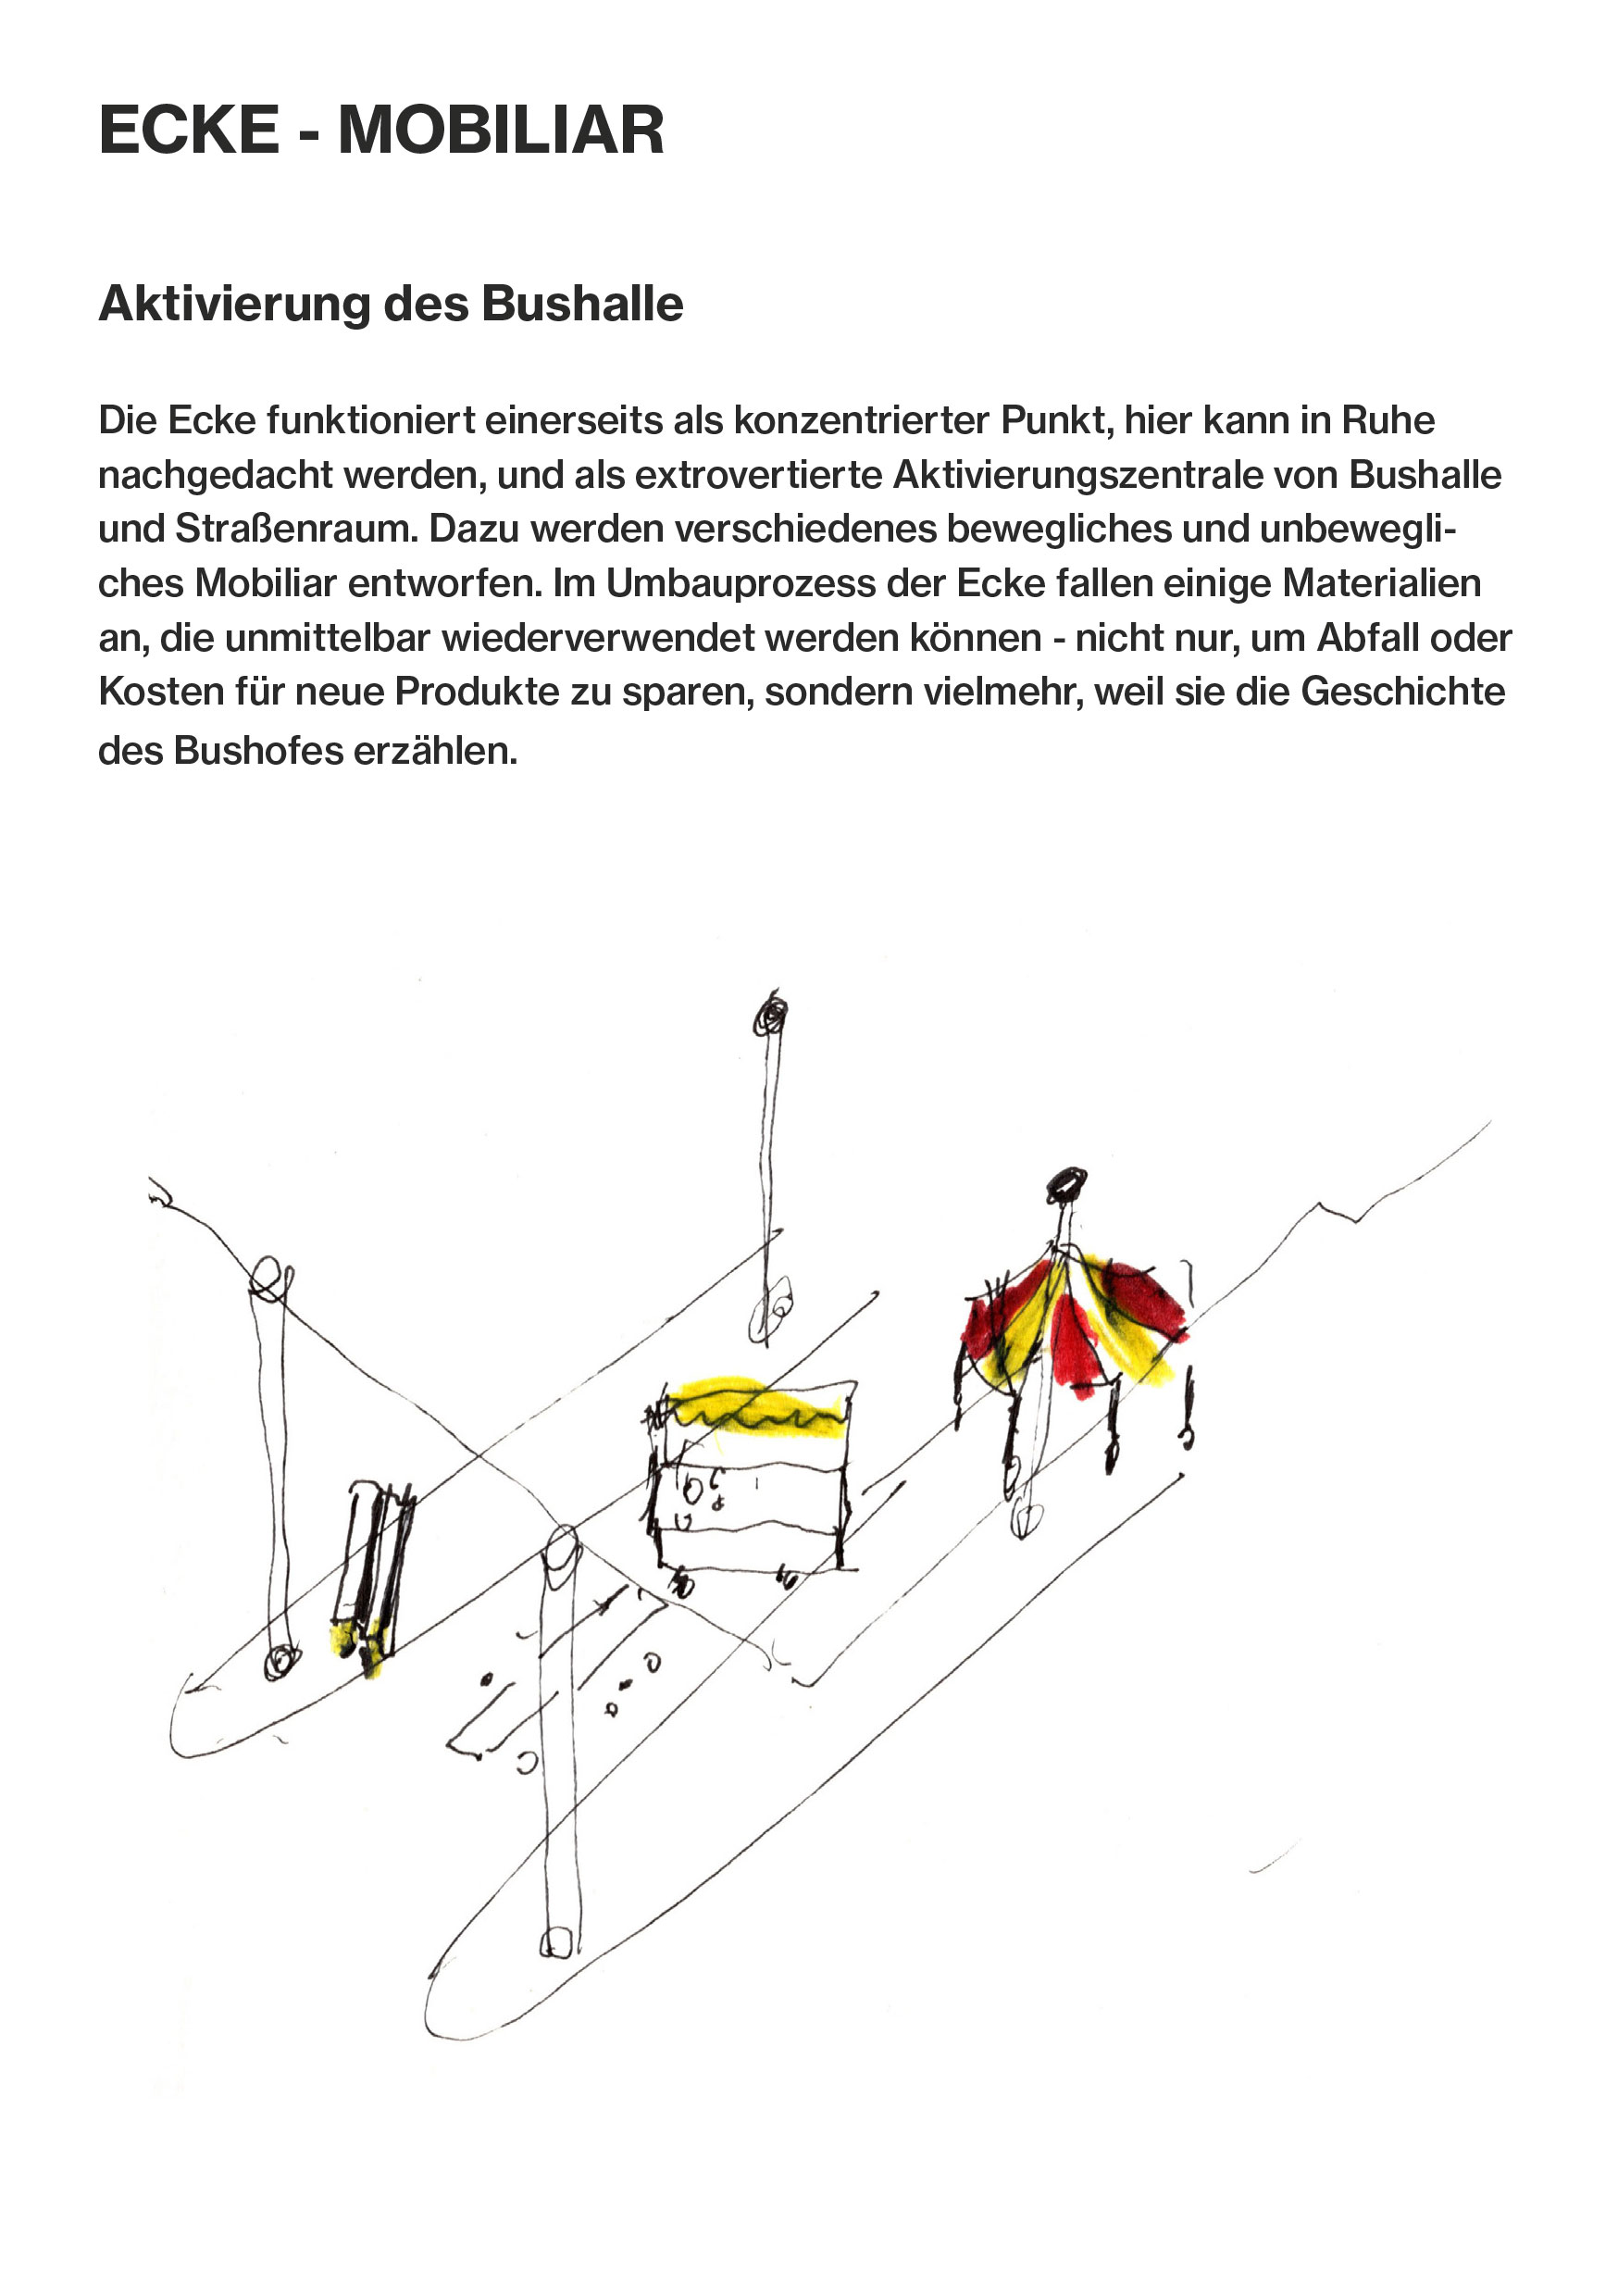 ECKE - MOBILIAR
Aktivierung des Bushalle
Die Ecke funktioniert einerseits als konzentrierter Punkt, hier kann in Ruhe
nachgedacht werden, und als extrovertierte Aktivierungszentrale von Bushalle
und Straßenraum. Dazu werden verschiedenes bewegliches und unbewegli-
ches Mobiliar entworfen. Im Umbauprozess der Ecke fallen einige Materialien
an, die unmittelbar wiederverwendet werden können - nicht nur, um Abfall oder
Kosten für neue Produkte zu sparen, sondern vielmehr, weil sie die Geschichte
des Bushofes erzählen.